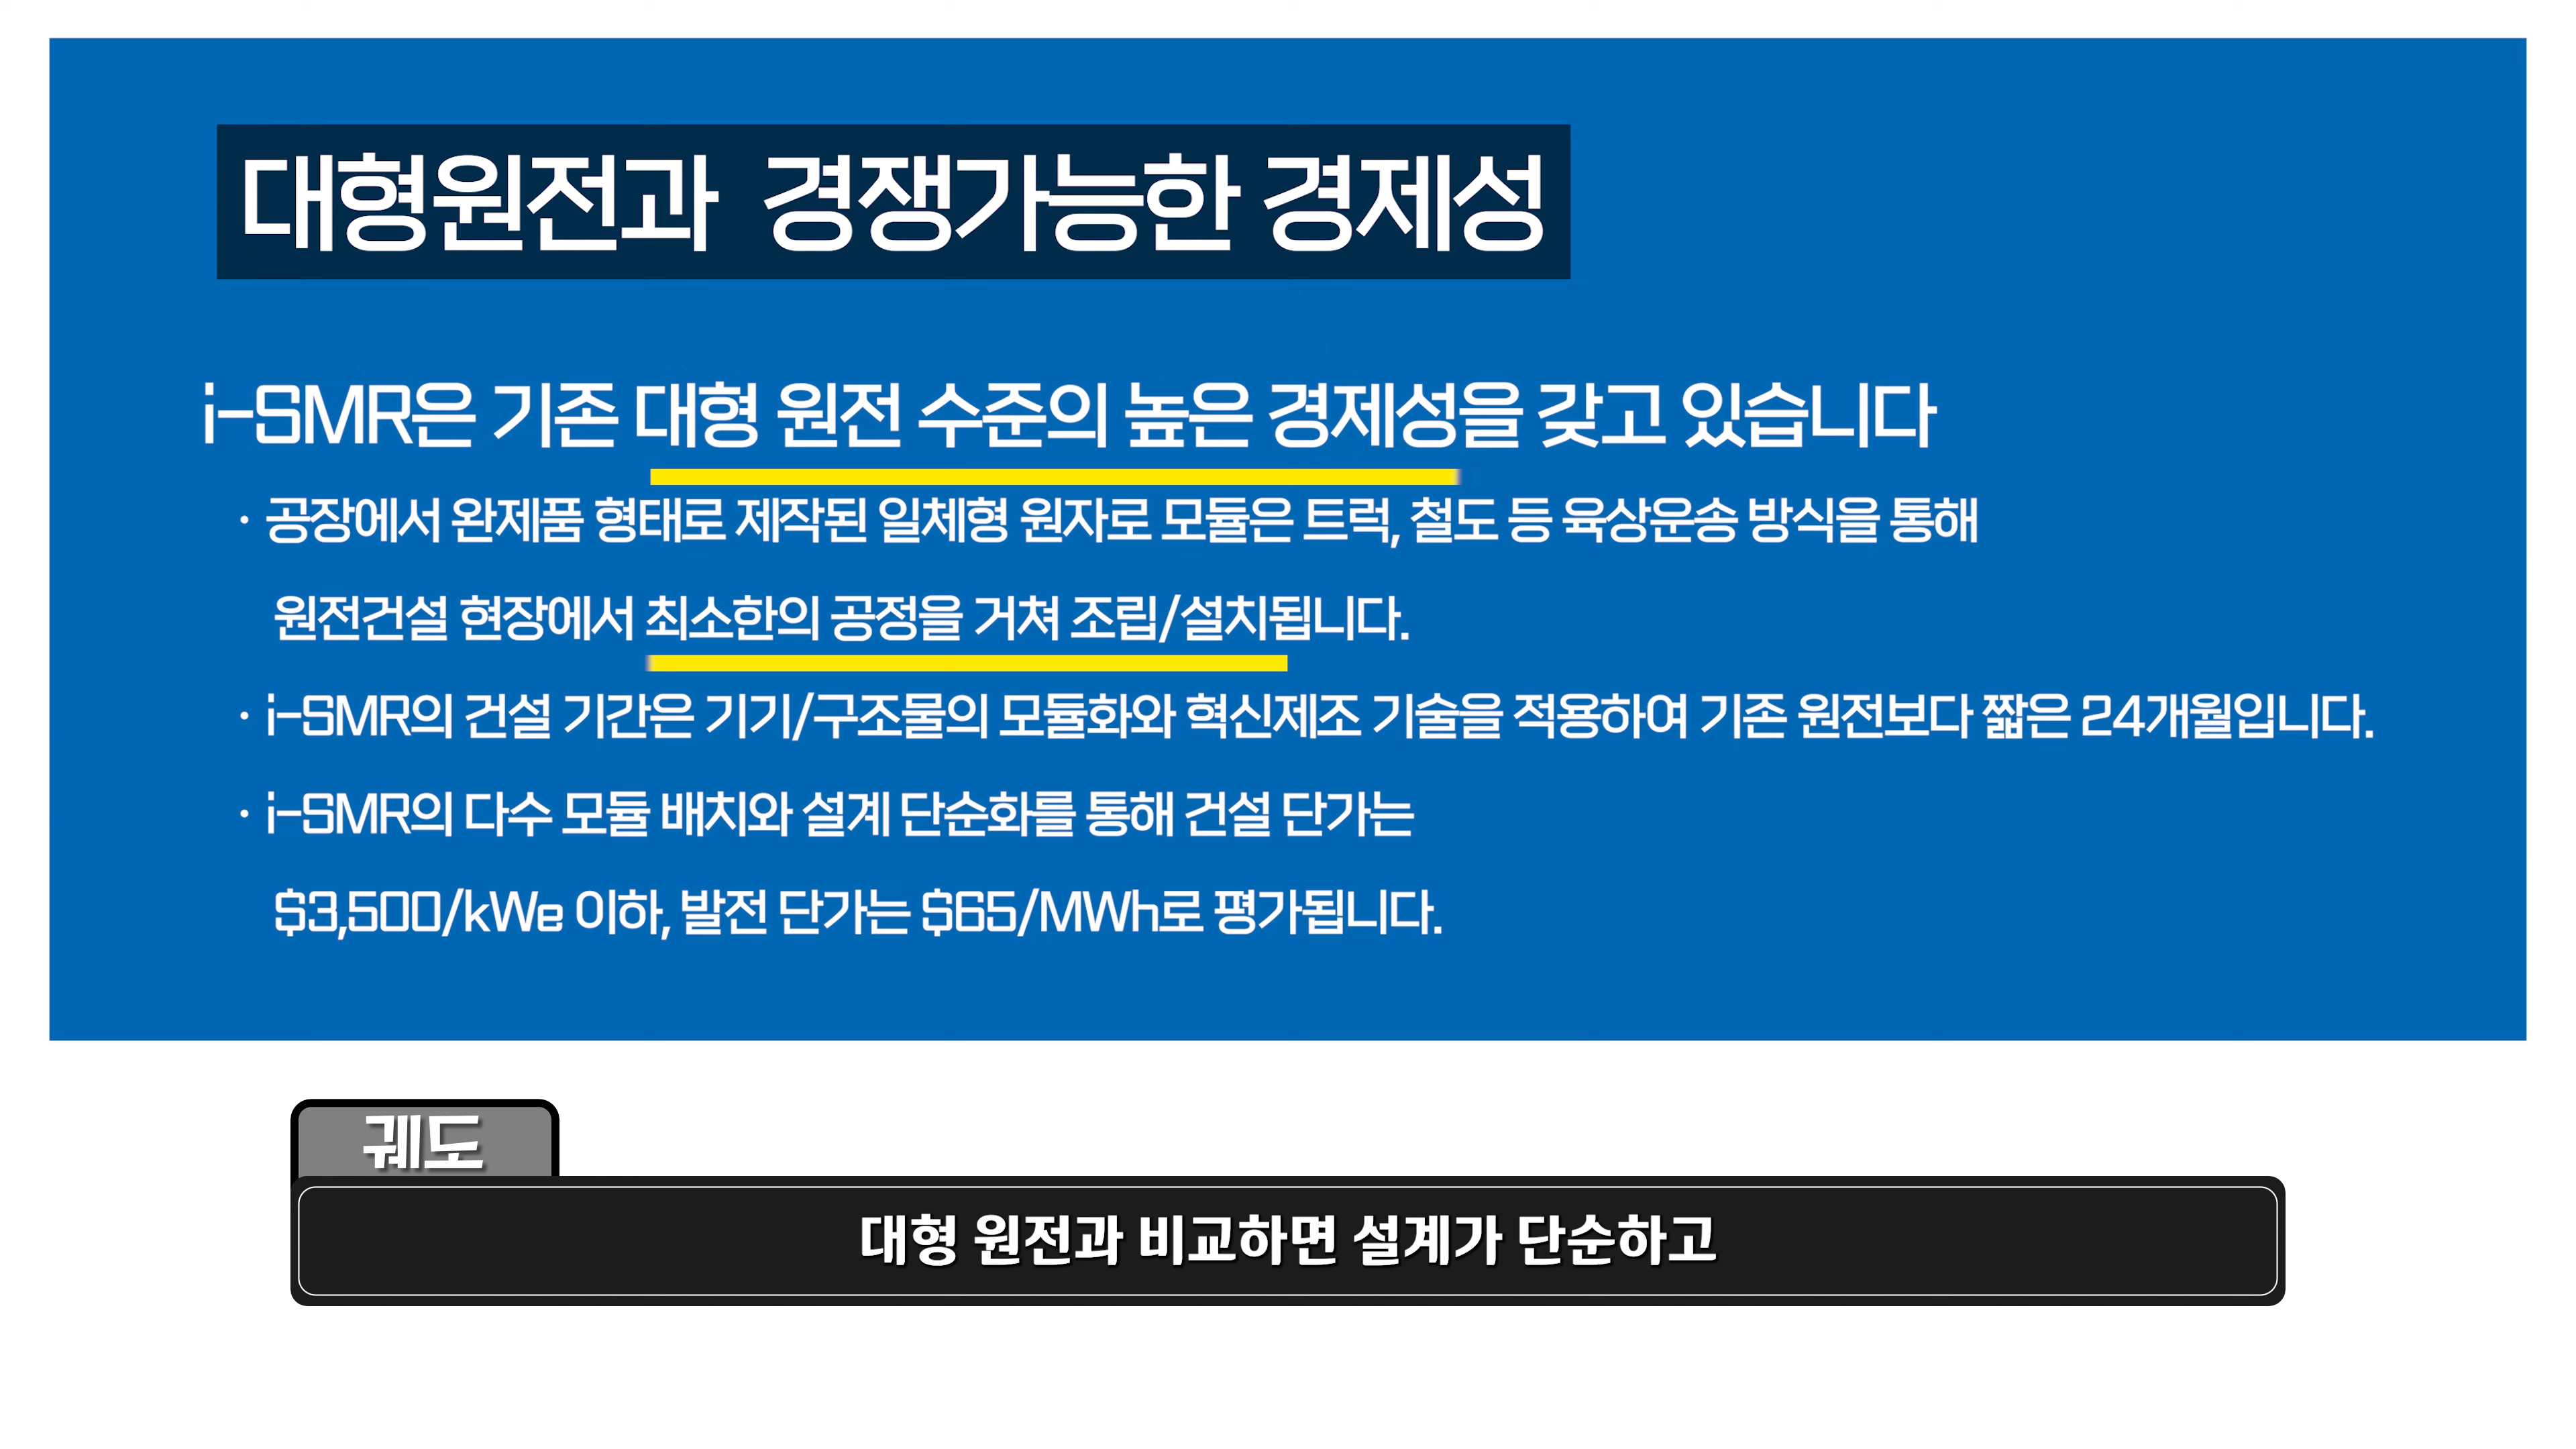 대형원전과 경쟁가능한 경제성
i-SMR은 기존 대형 원전 수준의 높은 경제성을 갖고 있습니다
· 공장에서 완제품 형태로 제작된 일체형 원자로 모듈은 트럭, 철도 등 육상운송 방식을 통해
원전건설 현장에서 최소한의 공정을 거쳐 조립/설치됩니다.
· i-SMR의 건설 기간은 기기/구조물의 모듈화와 혁신제조 기술을 적용하여 기존 원전보다 짧은 24개월입니다.
· i-SMR의 다수 모듈 배치와 설계 단순화를 통해 건설 단가는
$3,500/kWe 이하, 발전 단가는 $65/MWh로 평가됩니다.
궤도
대형 원전과 비교하면 설계가 단순하고